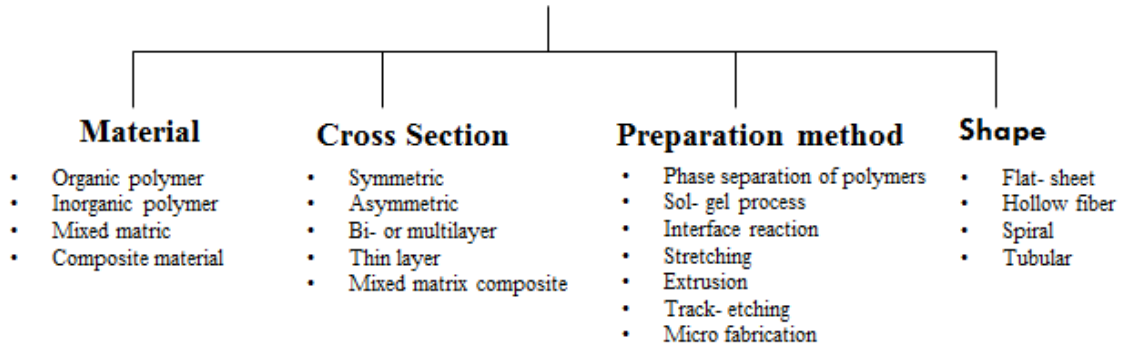 Material
• Organic polymer
• Inorganic polymer
• Mixed matric
• Composite material
Cross Section
• Symmetric
• Asymmetric
• Bi- or multilayer
• Thin layer
• Mixed matrix composite
Preparation method
• Phase separation of polymers
• Sol- gel process
• Interface reaction
• Stretching
• Extrusion
• Track- etching
• Micro fabrication
Shape
• Flat- sheet
• Hollow fiber
• Spiral
• Tubular